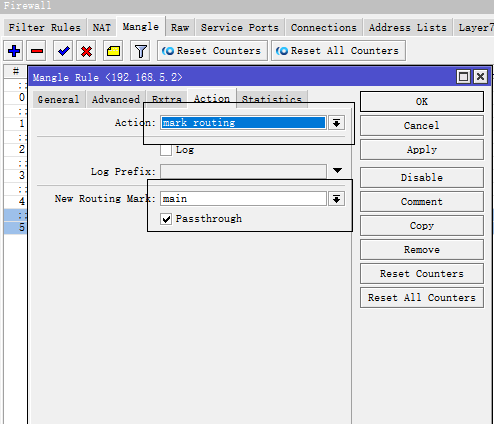 Firewall
Filter Rules NAT Mangle Raw Service Ports Connections Address Lists Layer7
Reset Counters Reset All Counters
#
::
0
::
1
::
2
::
3
::
4
::
5
Mangle Rule <192.168.5.2>
General Advanced Extra Action Statistics
Action: mark routing
Log
Log Prefix:
New Routing Mark: main
Passthrough
OK
Cancel
Apply
Disable
Comment
Copy
Remove
Reset Counters
Reset All Counters